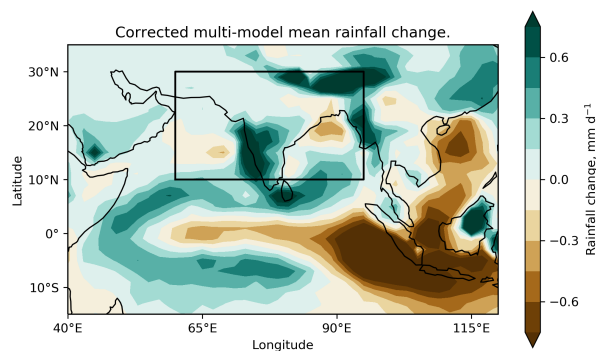 Corrected multi-model mean rainfall change.
30°N
20°N
10°N
0°
10°S
Latitude
40°E
65°E
90°E
115°E
Longitude
0.6
0.3
0.0
−0.3
−0.6
Rainfall change, mm d⁻¹